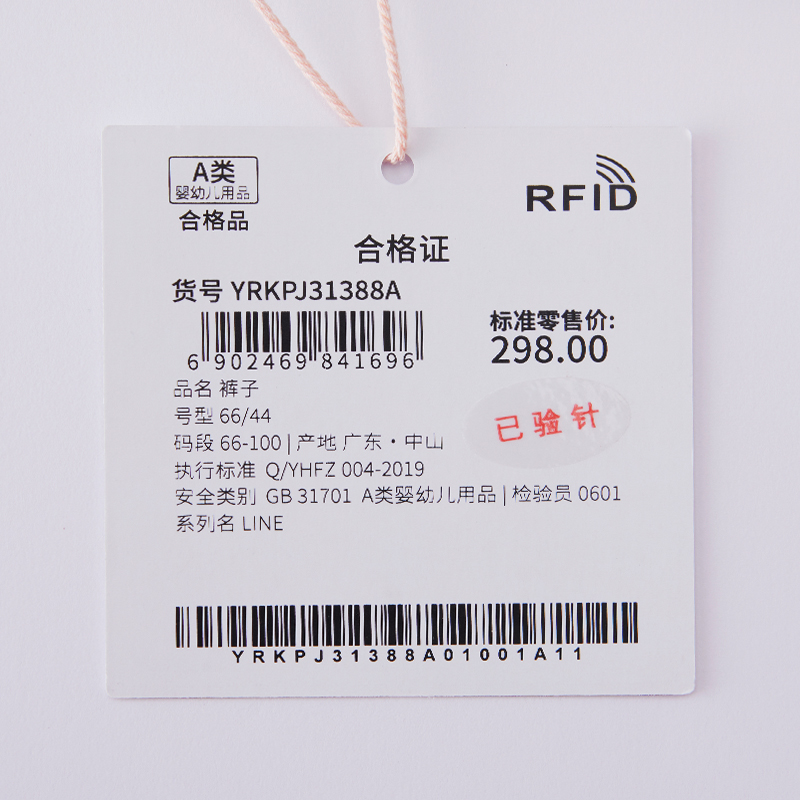 A类
婴幼儿用品
合格品
RFID
合格证
货号 YRKPJ31388A
6 902469 841696
标准零售价:
298.00
品名 裤子
号型 66/44
码段 66-100 | 产地 广东·中山
已验针
执行标准 Q/YHFZ 004-2019
安全类别 GB 31701 A类婴幼儿用品 | 检验员 0601
系列名 LINE
YRKPJ31388A01001A11